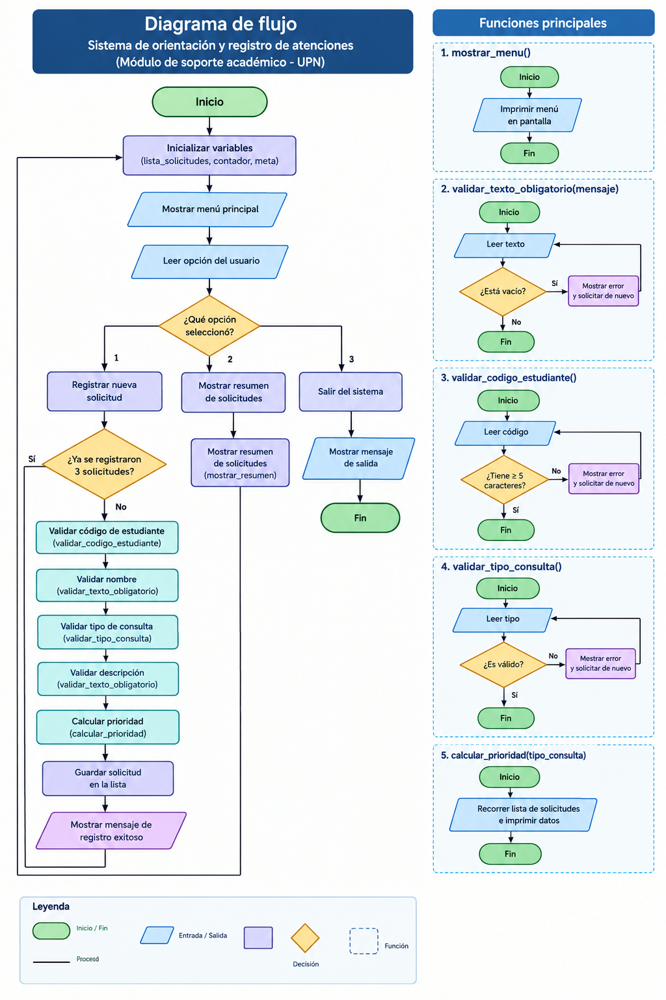 Diagrama de flujo
Sistema de orientación y registro de atenciones
(Módulo de soporte académico - UPN)
Inicio
Inicializar variables
(lista_solicitudes, contador, meta)
Mostrar menú principal
Leer opción del usuario
¿Qué opción
seleccionó?
1
2
3
Registrar nueva
solicitud
Mostrar resumen
de solicitudes
Salir del sistema
¿Ya se registraron
3 solicitudes?
Sí
No
Mostrar resumen
de solicitudes
(mostrar_resumen)
Mostrar mensaje
de salida
Fin
Validar código de estudiante
(validar_codigo_estudiante)
Validar nombre
(validar_texto_obligatorio)
Validar tipo de consulta
(validar_tipo_consulta)
Validar descripción
(validar_texto_obligatorio)
Calcular prioridad
(calcular_prioridad)
Guardar solicitud
en la lista
Mostrar mensaje de
registro exitoso
Funciones principales
1. mostrar_menu()
Inicio
Imprimir menú
en pantalla
Fin
2. validar_texto_obligatorio(mensaje)
Inicio
Leer texto
¿Está vacío?
Sí
Mostrar error
y solicitar de nuevo
No
Fin
3. validar_codigo_estudiante()
Inicio
Leer código
¿Tiene ≥ 5
caracteres?
No
Mostrar error
y solicitar de nuevo
Sí
Fin
4. validar_tipo_consulta()
Inicio
Leer tipo
¿Es válido?
No
Mestrar error
y solicitar de nuevo
Sí
Fin
5. calcular_prioridad(tipo_consulta)
Inicio
Recorrer lista de solicitudes
e imprimir datos
Fin
Leyenda
Inicio / Fin
Entrada / Salida
Función
Procesd
Decisión